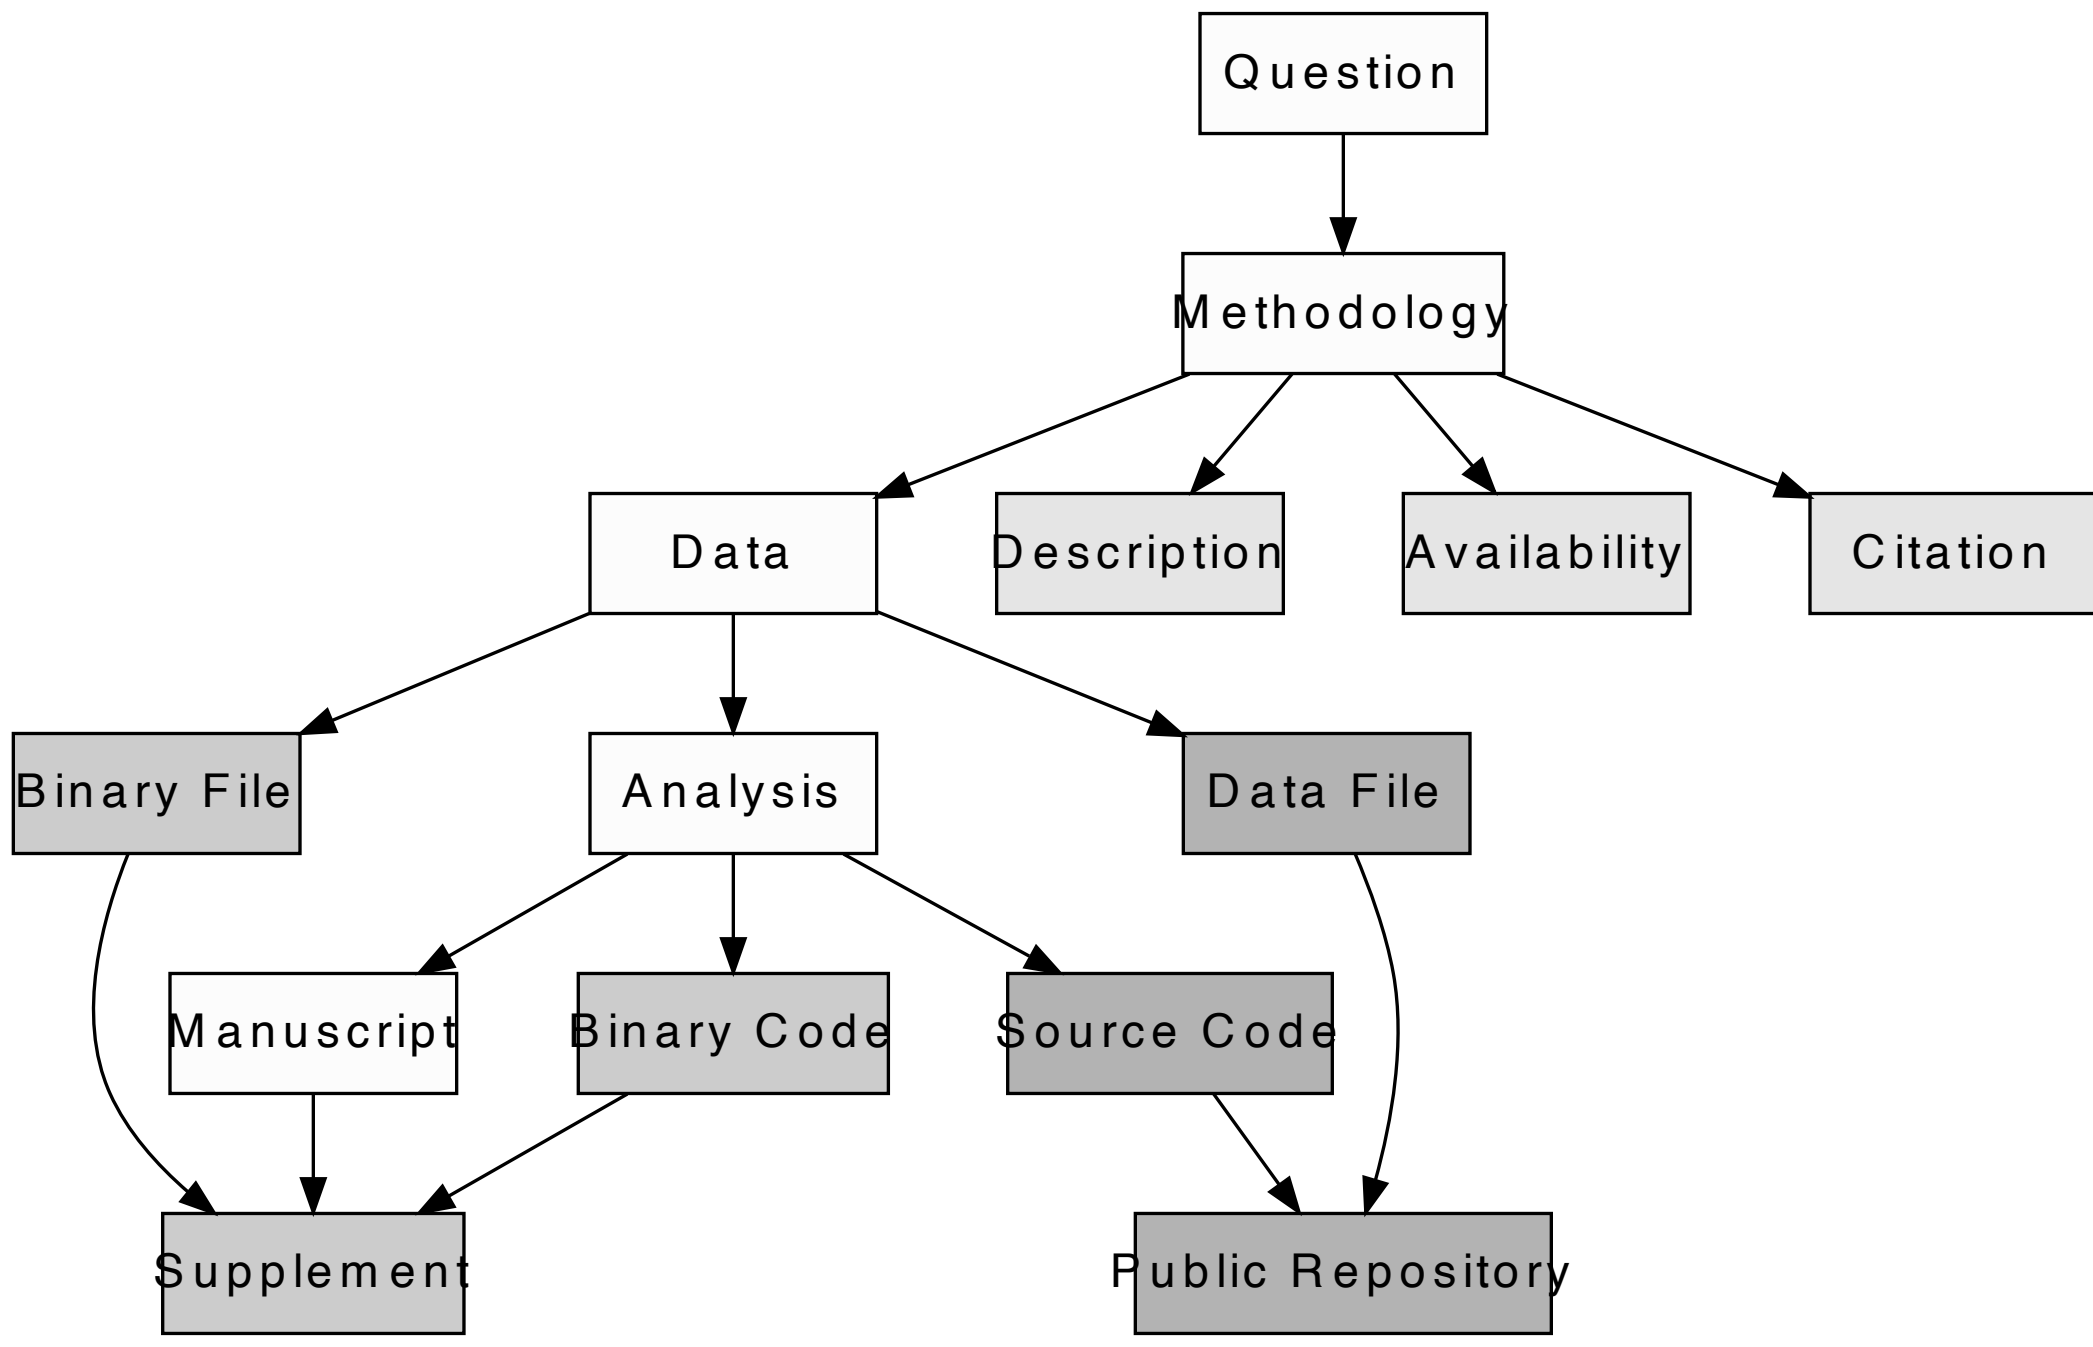 Question
Methodology
Data
Description
Availability
Citation
Binary File
Analysis
Data File
Manuscript
Binary Code
Source Code
Supplement
Public Repository